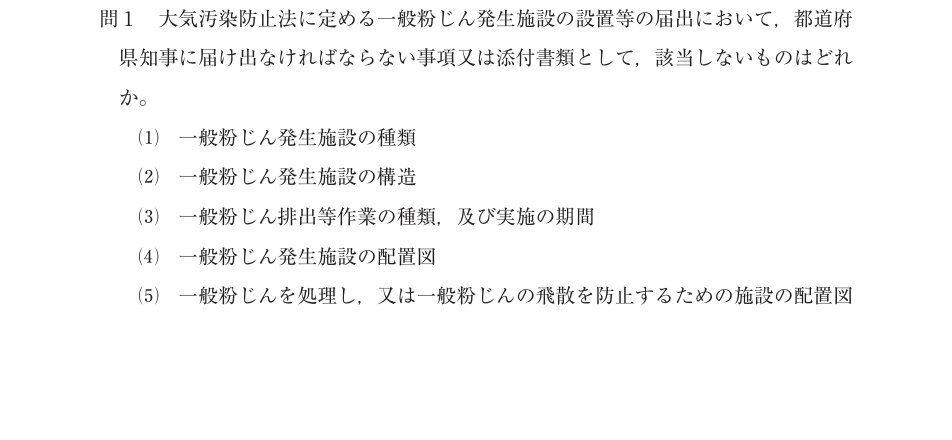 問1 大気汚染防止法に定める一般粉じん発生施設の設置等の届出において，都道府
県知事に届け出なければならない事項又は添付書類として，該当しないものはどれ
か。
⑴ 一般粉じん発生施設の種類
⑵ 一般粉じん発生施設の構造
⑶ 一般粉じん排出等作業の種類，及び実施の期間
⑷ 一般粉じん発生施設の配置図
⑸ 一般粉じんを処理し，又は一般粉じんの飛散を防止するための施設の配置図